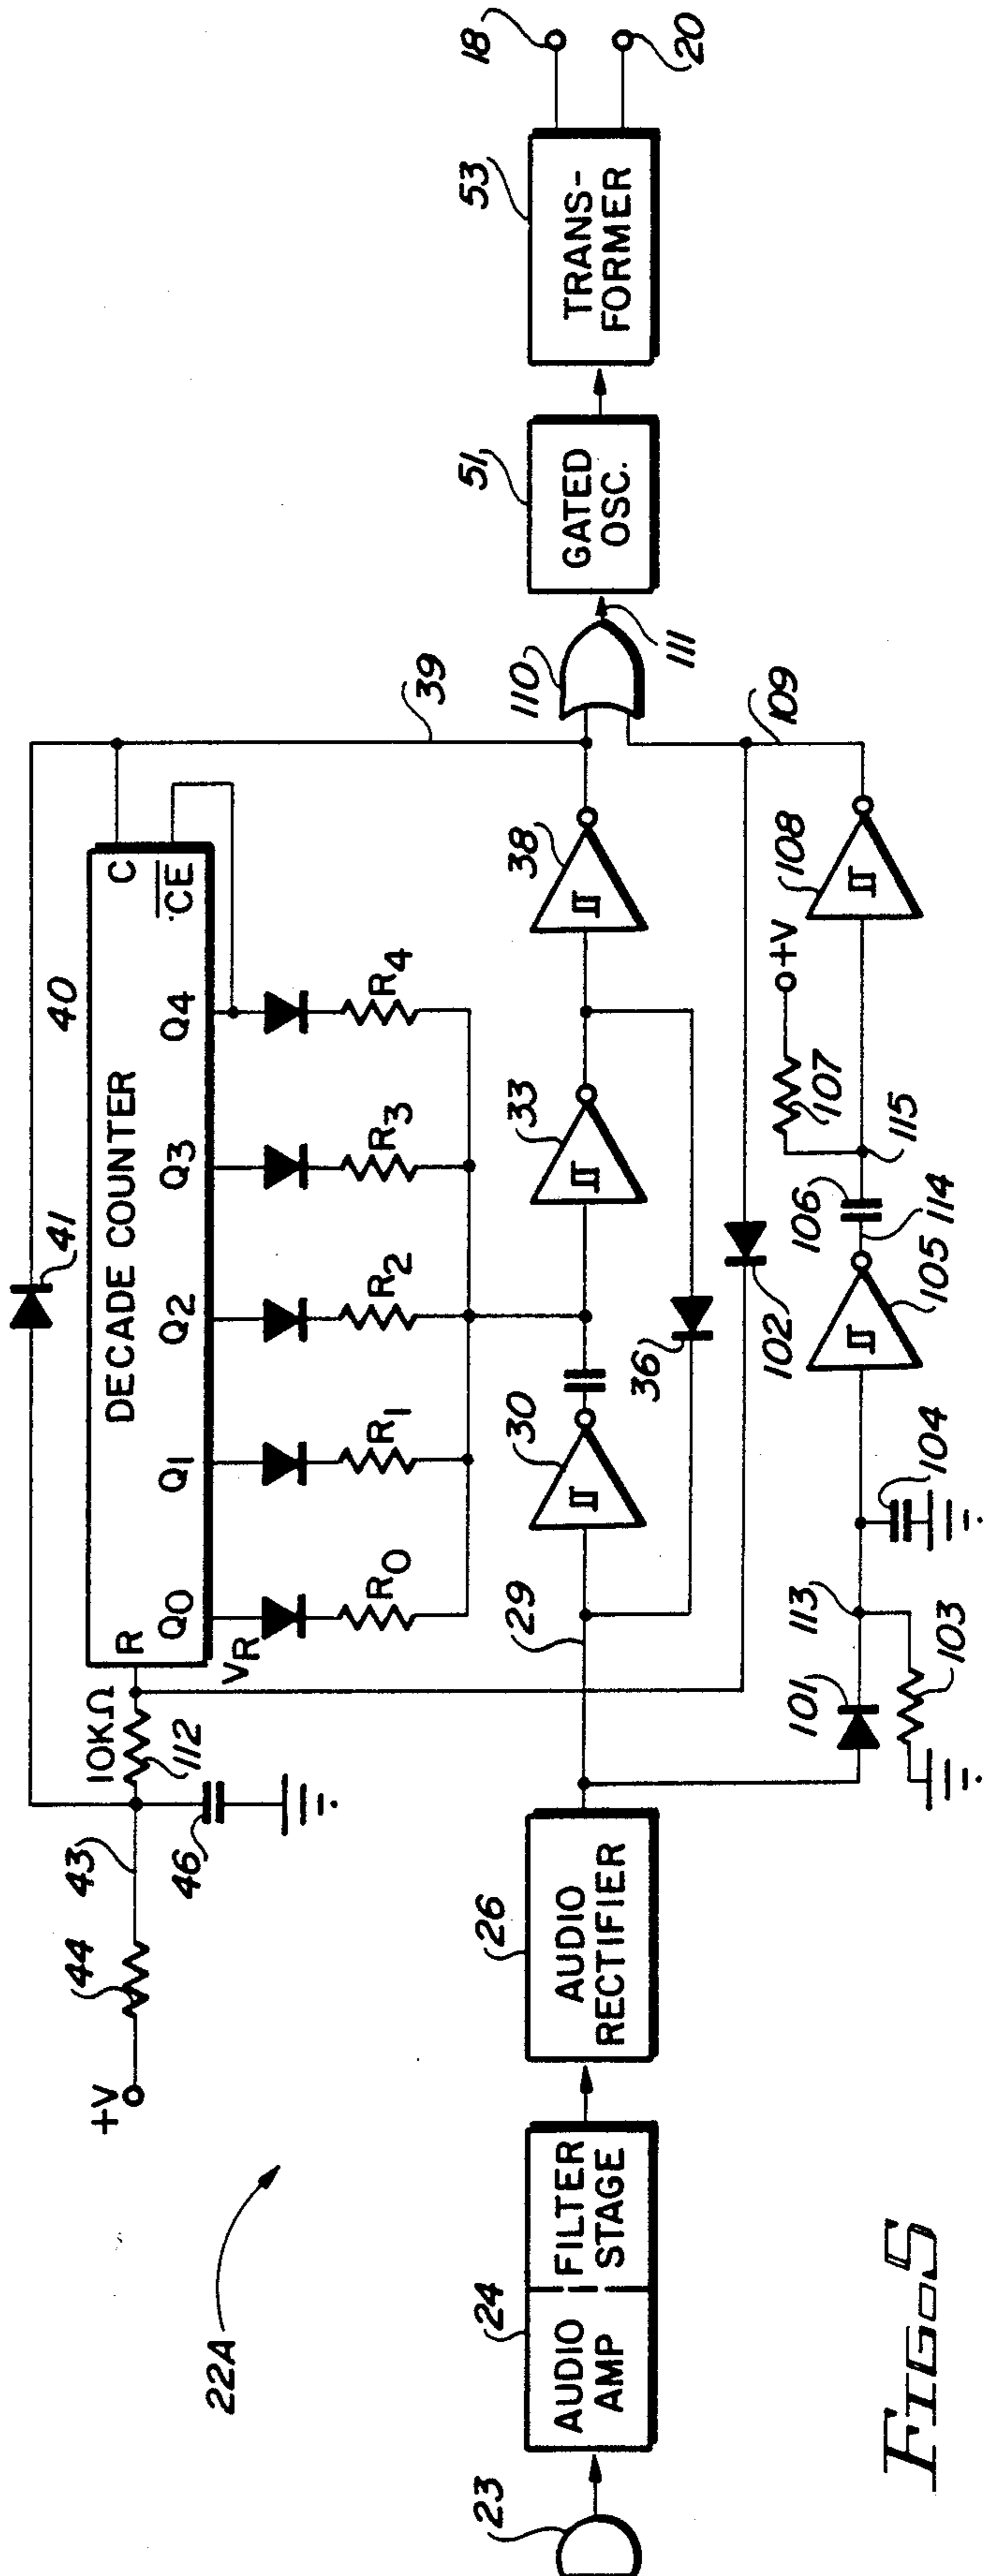 22A
+V
44
43
46
10KΩ
112
41
DECADE COUNTER
40
R
C
CE
Q0
Q1
Q2
Q3
Q4
VR
R0
R1
R2
R3
R4
39
23
24
AUDIO
AMP
FILTER
STAGE
26
AUDIO
RECTIFIER
29
30
33
36
38
110
111
51
GATED
OSC.
53
TRANS-
FORMER
18
20
101
113
103
104
102
105
114
106
115
107
+V
108
109
FIG. 5